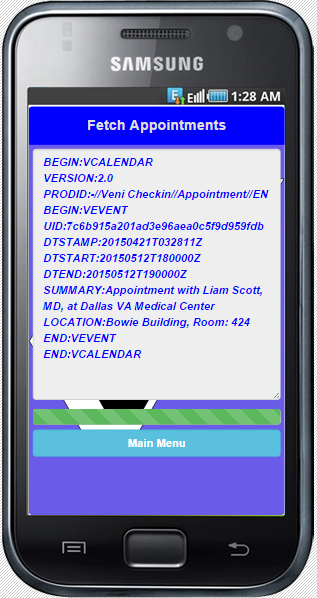 SAMSUNG
E 1:28 AM
Fetch Appointments
BEGIN:VCALENDAR
VERSION:2.0
PRODID:-//Veni Checkin//Appointment//EN
BEGIN:VEVENT
UID:7c6b915a201ad3e96aea0c5f9d959fdb
DTSTAMP:20150421T032811Z
DTSTART:20150512T180000Z
DTEND:20150512T190000Z
SUMMARY:Appointment with Liam Scott,
MD, at Dallas VA Medical Center
LOCATION:Bowie Building, Room: 424
END:VEVENT
END:VCALENDAR
Main Menu